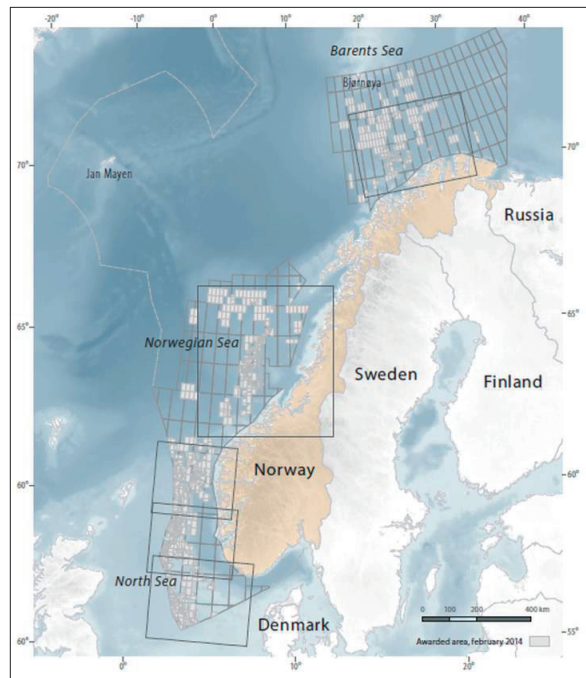 -20° -10° 0° 10° 20° 30° 40°
Barents Sea
Bjørnøya
70° 70°
Jan Mayen
Russia
65° 65°
Norwegian Sea
Sweden
Finland
Norway
60° 60°
North Sea
0 100 200 400 km
Denmark
Awarded area, february 2014
60° 55°
0° 10° 20°